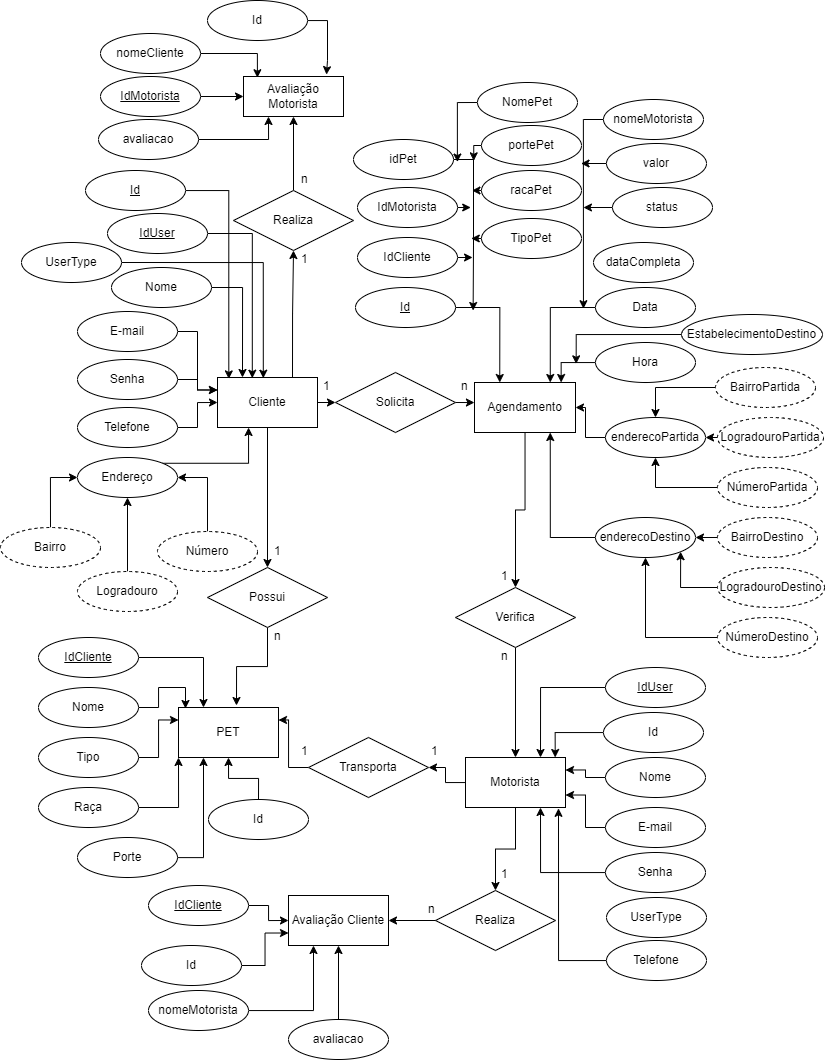 Id
nomeCliente
IdMotorista
avaliacao
Avaliação
Motorista
n
Realiza
1
Id
IdUser
UserType
Nome
E-mail
Senha
Telefone
Cliente
Endereço
Bairro
Logradouro
Número
1
Solicita
n
NomePet
idPet
portePet
IdMotorista
racaPet
IdCliente
TipoPet
Id
nomeMotorista
valor
status
dataCompleta
Data
EstabelecimentoDestino
Hora
Agendamento
BairroPartida
enderecoPartida
LogradouroPartida
NúmeroPartida
enderecoDestino
BairroDestino
LogradouroDestino
NúmeroDestino
1
Possui
n
1
Verifica
n
IdCliente
Nome
Tipo
Raça
Porte
Id
PET
1
Transporta
1
Motorista
IdUser
Id
Nome
E-mail
Senha
UserType
Telefone
1
Realiza
n
Avaliação Cliente
IdCliente
Id
nomeMotorista
avaliacao